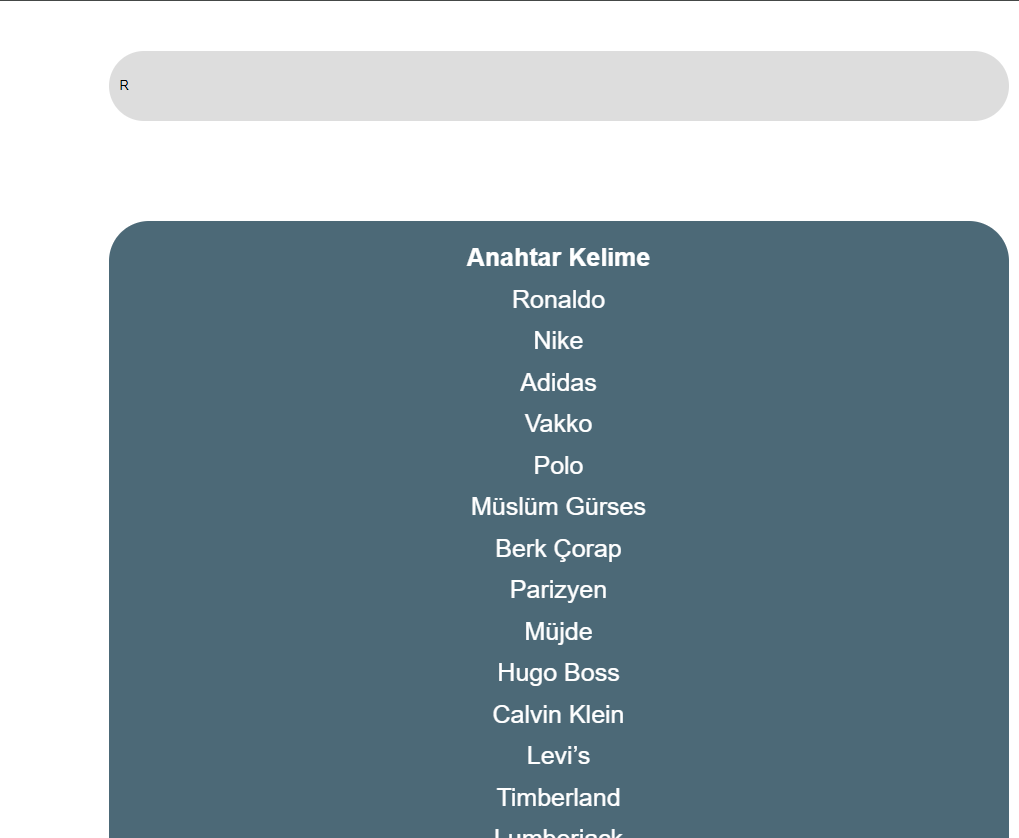 R
Anahtar Kelime
Ronaldo
Nike
Adidas
Vakko
Polo
Müslüm Gürses
Berk Çorap
Parizyen
Müjde
Hugo Boss
Calvin Klein
Levi’s
Timberland
Lumberjack